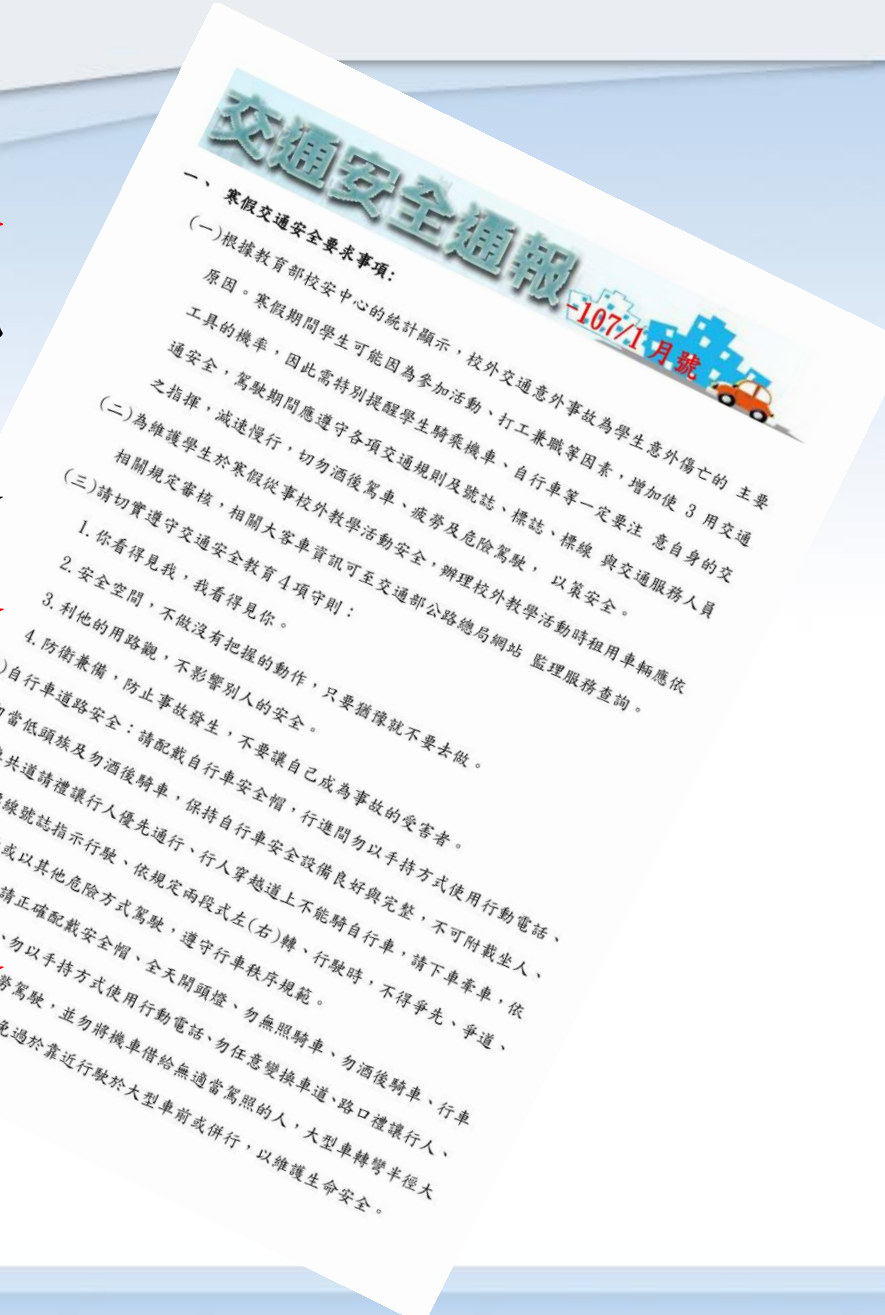 交通安全通報
-107/1 月號
一、 寒假交通安全要求事項:
(一)根據教育部校安中心的統計顯示，校外交通意外事故為學生意外傷亡的 主要
原因。寒假期間學生可能因為參加活動、打工兼職等因素，增加使 3 用交通
工具的機率，因此需特別提醒學生騎乘機車、自行車等一定要注 意自身的交
通安全，駕駛期間應遵守各項交通規則及號誌、標誌、標線 與交通服務人員
之指揮，減速慢行，切勿酒後駕車、疲勞及危險駕駛， 以策安全。
(二)為維護學生於寒假從事校外教學活動安全，辦理校外教學活動時租用車輛應依
相關規定審核，相關大客車資訊可至交通部公路總局網站 監理服務查詢。
(三)請切實遵守交通安全教育 4 項守則：
1. 你看得見我，我看得見你。
2. 安全空間，不做沒有把握的動作，只要猶豫就不要去做。
3. 利他的用路觀，不影響別人的安全。
4. 防衛兼備，防止事故發生，不要讓自己成為事故的受害者。
)自行車道路安全：請配戴自行車安全帽，行進間勿以手持方式使用行動電話、
當低頭族及勿酒後騎車，保持自行車安全設備良好與完整，不可附載坐人、
共道請禮讓行人優先通行、行人穿越道上不能騎自行車，請下車牽車，依
線號誌指示行駛、依規定兩段式左(右)轉、行駛時，不得爭先、爭道、
或以其他危險方式駕駛，遵守行車秩序規範。
請正確配戴安全帽、全天開頭燈、勿無照騎車、勿酒後騎車、行車
、勿以手持方式使用行動電話、勿任意變換車道、路口禮讓行人、
駕駛，並勿將機車借給無適當駕照的人，大型車轉彎半徑大
免過於靠近行駛於大型車前或併行，以維護生命安全。